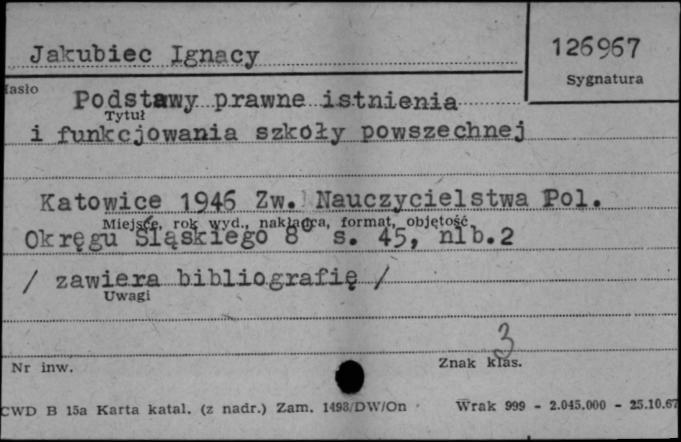 Jakubiec Ignacy
126967
Sygnatura
Hasło
Podstawy prawne istnienia
Tytuł
i funkcjowania szkoły powszechnej
Katowice 1946 Zw. Nauczycielstwa Pol.
Miejsce, rok wyd., nakładca, format, objętość
Okręgu Śląskiego 8° s. 45, nlb.2
/ zawiera bibliografię /
Uwagi
3
Nr inw.
Znak klas.
CWD B 15a Karta katal. (z nadr.) Zam. 1493/DW/On Wrak 999 - 2.045.000 - 25.10.67